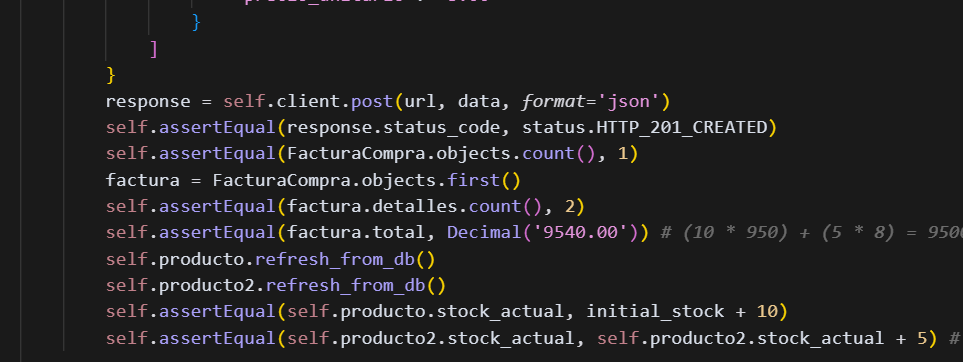 }
]
}
response = self.client.post(url, data, format='json')
self.assertEqual(response.status_code, status.HTTP_201_CREATED)
self.assertEqual(FacturaCompra.objects.count(), 1)
factura = FacturaCompra.objects.first()
self.assertEqual(factura.detalles.count(), 2)
self.assertEqual(factura.total, Decimal('9540.00')) # (10 * 950) + (5 * 8) = 9500
self.producto.refresh_from_db()
self.producto2.refresh_from_db()
self.assertEqual(self.producto.stock_actual, initial_stock + 10)
self.assertEqual(self.producto2.stock_actual, self.producto2.stock_actual + 5) #